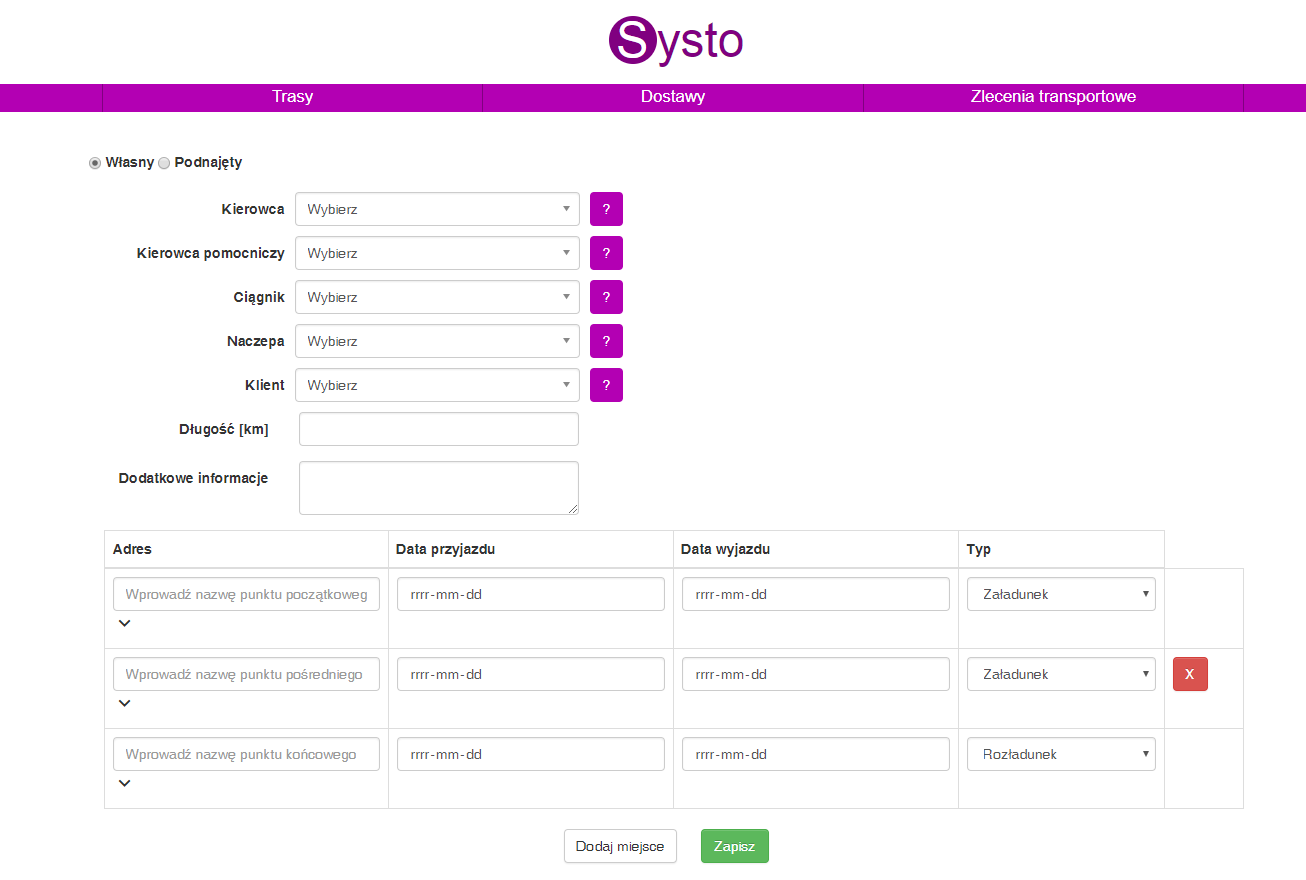 Systo
Trasy Dostawy Zlecenia transportowe
Własny Podnajęty
Kierowca Wybierz ?
Kierowca pomocniczy Wybierz ?
Ciągnik Wybierz ?
Naczepa Wybierz ?
Klient Wybierz ?
Długość [km]
Dodatkowe informacje
Adres Data przyjazdu Data wyjazdu Typ
Wprowadź nazwę punktu początkoweg rrrr-mm-dd rrrr-mm-dd Załadunek
Wprowadź nazwę punktu pośredniego rrrr-mm-dd rrrr-mm-dd Załadunek X
Wprowadź nazwę punktu końcowego rrrr-mm-dd rrrr-mm-dd Rozładunek
Dodaj miejsce Zapisz